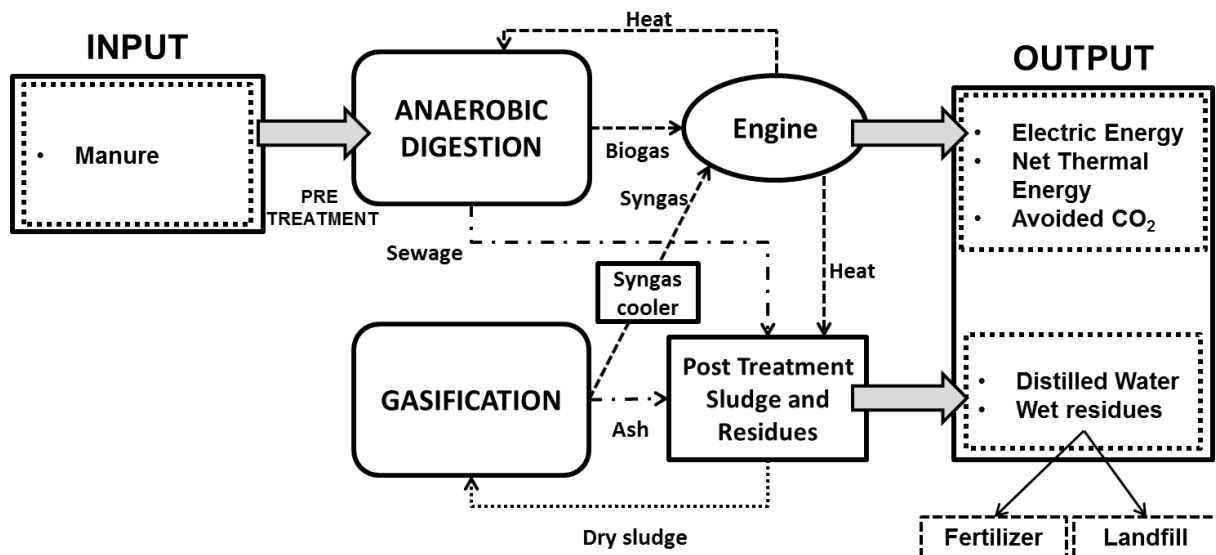 INPUT
• Manure
PRE
TREATMENT
Heat
ANAEROBIC
DIGESTION
Biogas
Engine
Syngas
Sewage
Syngas
cooler
Heat
GASIFICATION
Ash
Post Treatment
Sludge and
Residues
Dry sludge
OUTPUT
• Electric Energy
• Net Thermal
Energy
• Avoided CO₂
• Distilled Water
• Wet residues
Fertilizer
Landfill